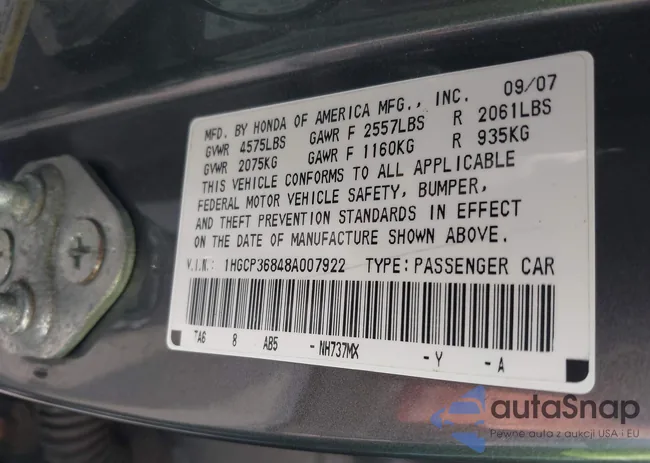 09/07
MFD. BY HONDA OF AMERICA MFG., INC.
GVWR 4575LBS GAWR F 2557LBS R 2061LBS
GVWR 2075KG GAWR F 1160KG R 935KG
THIS VEHICLE CONFORMS TO ALL APPLICABLE
FEDERAL MOTOR VEHICLE SAFETY, BUMPER,
AND THEFT PREVENTION STANDARDS IN EFFECT
ON THE DATE OF MANUFACTURE SHOWN ABOVE.
V.I.N.: 1HGCP36848A007922 TYPE: PASSENGER CAR
TA6 8 AB5 - NH737MX - Y - A
autaSnap
Pewne auta z aukcji USA i EU